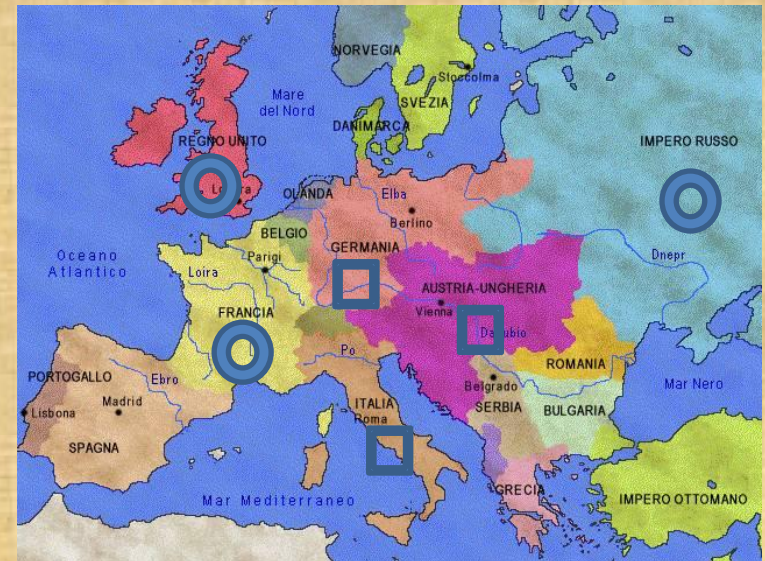 NORVEGIA
Stoccolma
SVEZIA
Mare
del Nord
DANIMARCA
REGNO UNITO
IMPERO RUSSO
Londra
OLANDA
Elba
Berlino
BELGIO
GERMANIA
Parigi
Oceano
Atlantico
Loira
Dnepr
AUSTRIA-UNGHERIA
Vienna
FRANCIA
Danubio
Po
ROMANIA
PORTOGALLO
Ebro
Belgrado
Mar Nero
Madrid
ITALIA
Roma
SERBIA
BULGARIA
Lisbona
SPAGNA
GRECIA
Mar Mediterraneo
IMPERO OTTOMANO